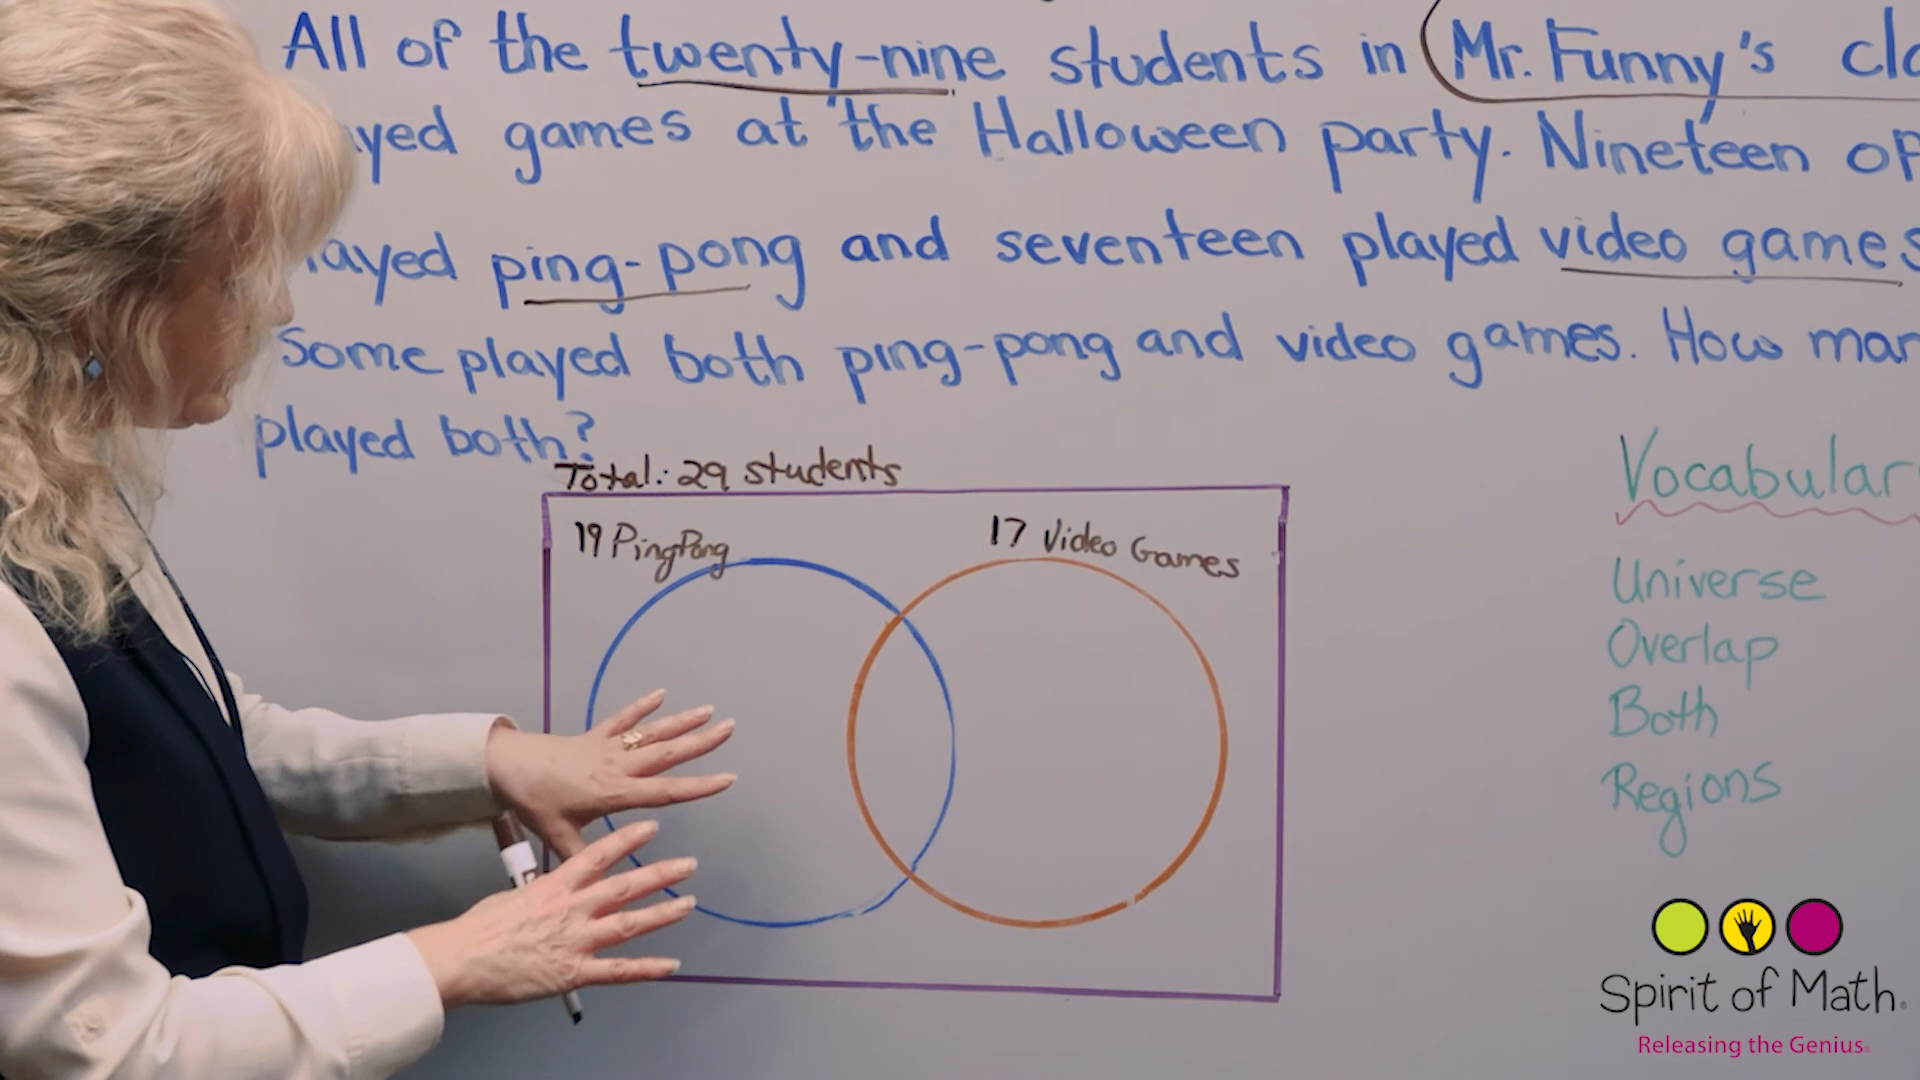 All of the twenty-nine students in Mr. Funny's
games at the Halloween party. Nineteen of
ping-pong and seventeen played video games
Some played both ping-pong and video games. How
played both?
Total: 29 students
19 PingPong
17 Video Games
Vocabulary
Universe
Overlap
Both
Regions
Spirit of Math
Releasing the Genius